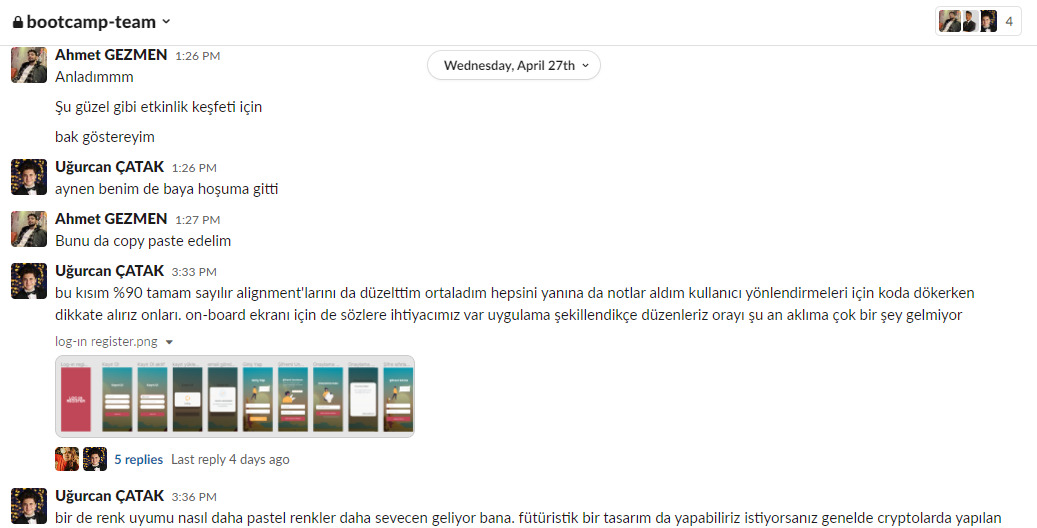 bootcamp-team
4
Ahmet GEZMEN 1:26 PM
Wednesday, April 27th
Anladımmm
Şu güzel gibi etkinlik keşfeti için
bak göstereyim
Uğurcan ÇATAK 1:26 PM
aynen benim de baya hoşuma gitti
Ahmet GEZMEN 1:27 PM
Bunu da copy paste edelim
Uğurcan ÇATAK 3:33 PM
bu kısım %90 tamam sayılır alignment'larını da düzelttim ortaladım hepsini yanına da notlar aldım kullanıcı yönlendirmeleri için koda dökerken
dikkate alırız onları. on-board ekranı için de sözlere ihtiyacımız var uygulama şekillendikçe düzenleriz orayı şu an aklıma çok bir şey gelmiyor
log-ın register.png
LOG IN
REGISTER
5 replies Last reply 4 days ago
Uğurcan ÇATAK 3:36 PM
bir de renk uyumu nasıl daha pastel renkler daha sevecen geliyor bana. fütüristik bir tasarım da yapabiliriz istiyorsanız genelde cryptolarda yapılan